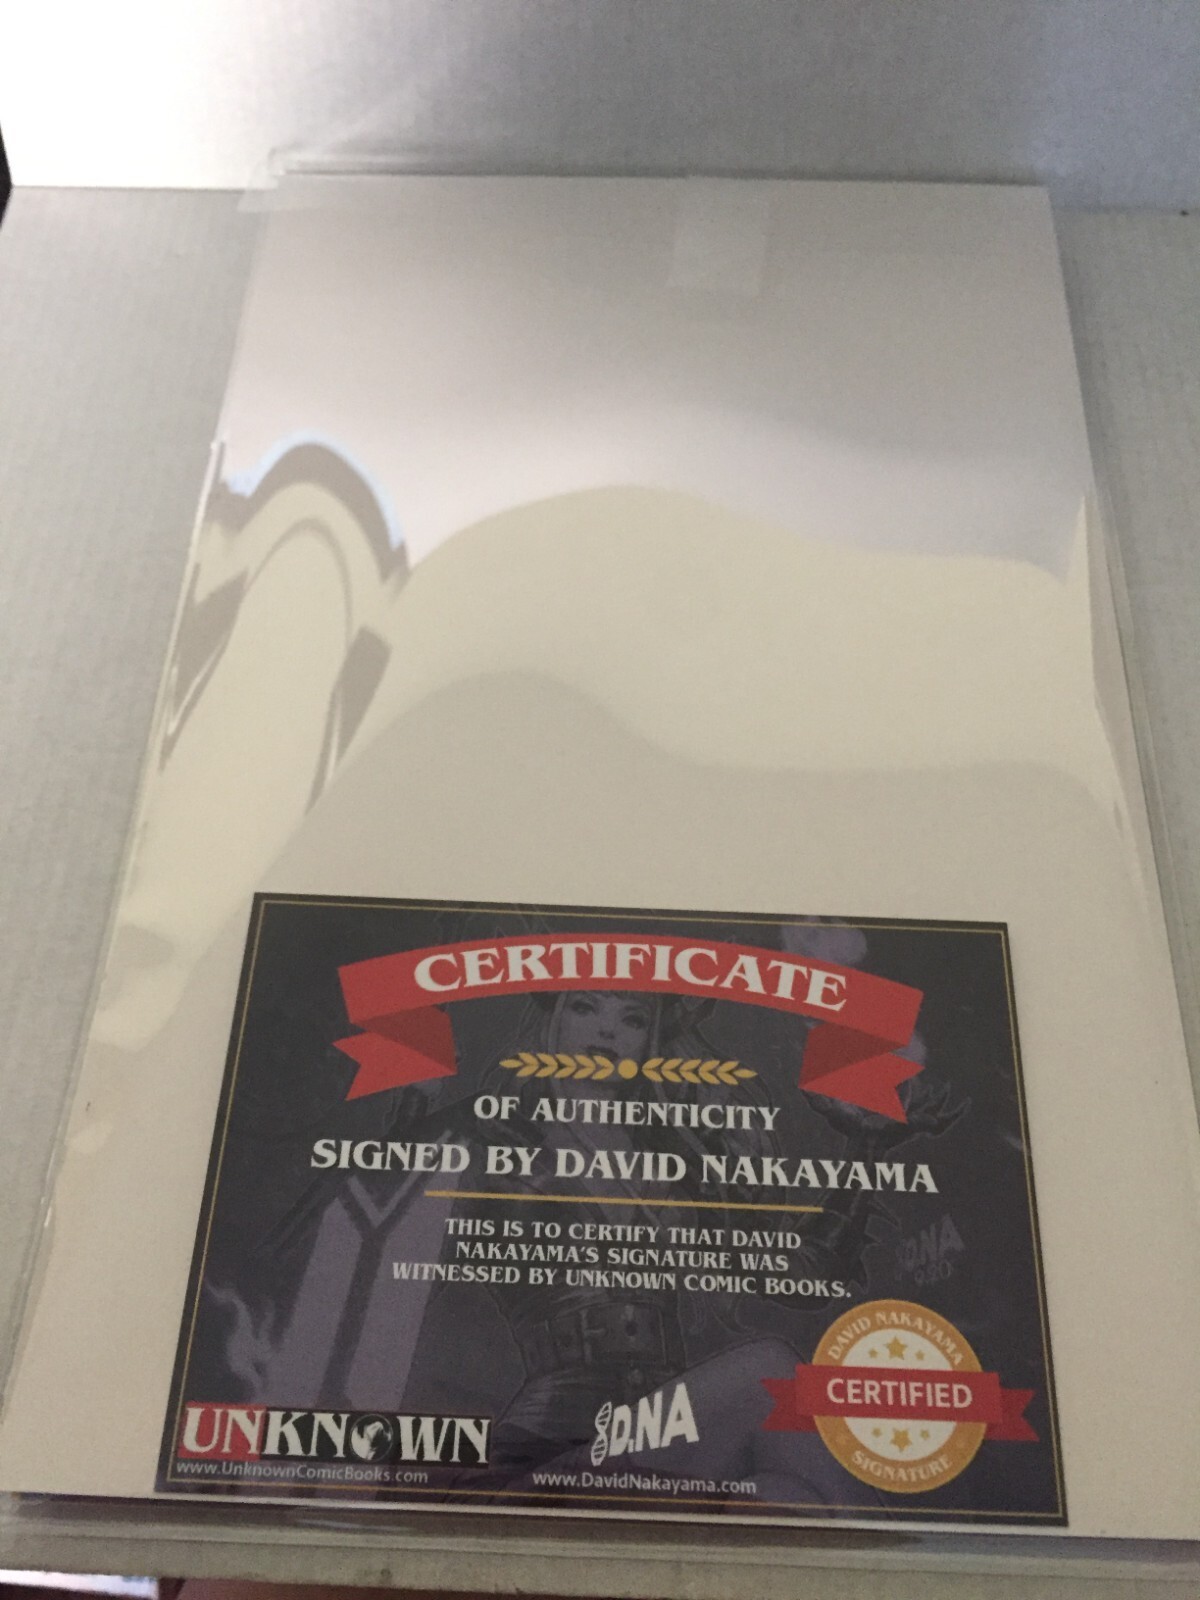 CERTIFICATE
OF AUTHENTICITY
SIGNED BY DAVID NAKAYAMA
THIS IS TO CERTIFY THAT DAVID
NAKAYAMA'S SIGNATURE WAS
WITNESSED BY UNKNOWN COMIC BOOKS.
D.NA
DAVID NAKAYAMA
CERTIFIED
SIGNATURE
UNKNOWN
www.UnknownComicBooks.com
D.NA
www.DavidNakayama.com